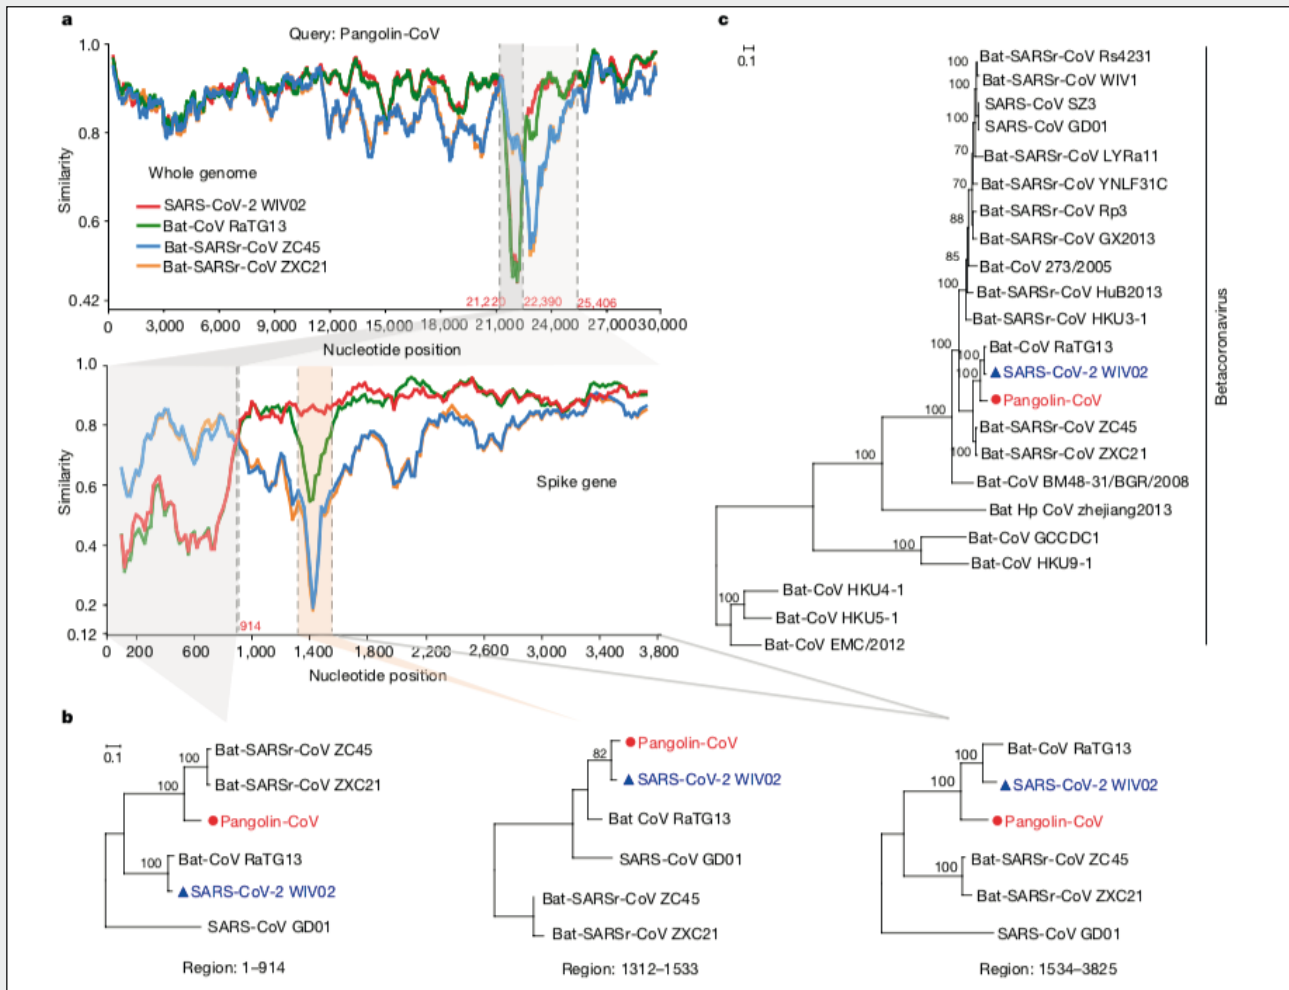 a
Query: Pangolin-CoV
1.0
0.8
0.6
0.42
Similarity
Whole genome
SARS-CoV-2 WIV02
Bat-CoV RaTG13
Bat-SARSr-CoV ZC45
Bat-SARSr-CoV ZXC21
21,220
22,390
25,406
0
3,000
6,000
9,000
12,000
15,000
18,000
21,000
24,000
27,000
30,000
Nucleotide position
1.0
0.8
0.6
0.4
0.2
0.12
Similarity
Spike gene
914
0
200
600
1,000
1,400
1,800
2,200
2,600
3,000
3,400
3,800
Nucleotide position
b
0.1
100
Bat-SARSr-CoV ZC45
Bat-SARSr-CoV ZXC21
100
Pangolin-CoV
100
Bat-CoV RaTG13
SARS-CoV-2 WIV02
SARS-CoV GD01
Region: 1–914
82
Pangolin-CoV
SARS-CoV-2 WIV02
Bat CoV RaTG13
SARS-CoV GD01
Bat-SARSr-CoV ZC45
Bat-SARSr-CoV ZXC21
Region: 1312–1533
100
Bat-CoV RaTG13
100
SARS-CoV-2 WIV02
Pangolin-CoV
100
Bat-SARSr-CoV ZC45
Bat-SARSr-CoV ZXC21
SARS-CoV GD01
Region: 1534–3825
c
0.1
100
Bat-SARSr-CoV Rs4231
100
Bat-SARSr-CoV WIV1
SARS-CoV SZ3
100
SARS-CoV GD01
70
Bat-SARSr-CoV LYRa11
70
Bat-SARSr-CoV YNLF31C
88
Bat-SARSr-CoV Rp3
Bat-SARSr-CoV GX2013
85
Bat-CoV 273/2005
100
Bat-SARSr-CoV HuB2013
Bat-SARSr-CoV HKU3-1
100
100
Bat-CoV RaTG13
100
SARS-CoV-2 WIV02
Pangolin-CoV
100
Bat-SARSr-CoV ZC45
100
Bat-SARSr-CoV ZXC21
100
Bat-CoV BM48-31/BGR/2008
Bat Hp CoV zhejiang2013
100
Bat-CoV GCCDC1
Bat-CoV HKU9-1
100
Bat-CoV HKU4-1
Bat-CoV HKU5-1
Bat-CoV EMC/2012
Betacoronavirus